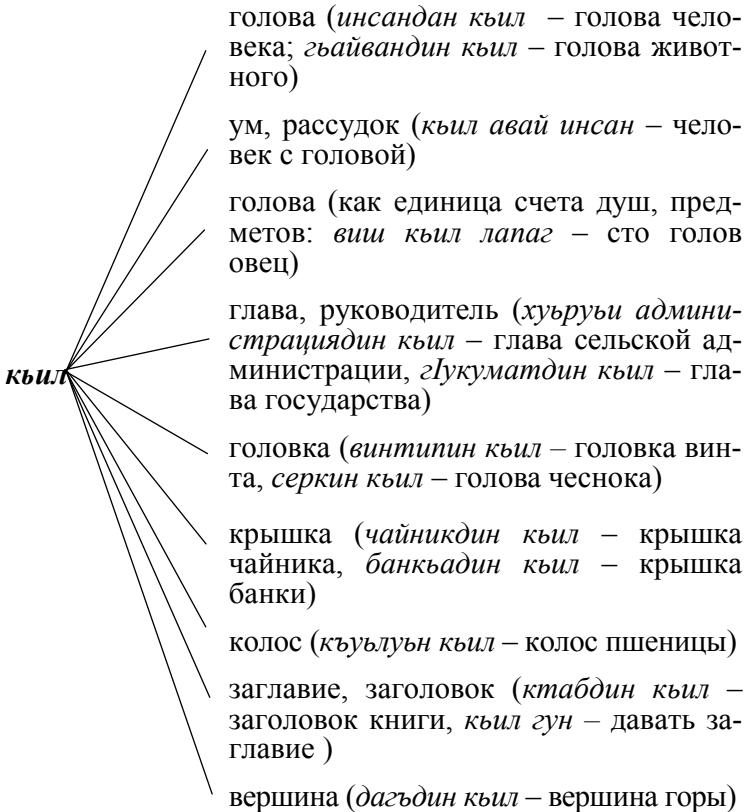 голова (инсандан кьил – голова чело-
века; гьайвандин кьил – голова живот-
ного)
ум, рассудок (кьил авай инсан – чело-
век с головой)
голова (как единица счета душ, пред-
метов: виш кьил лапаг – сто голов
овец)
глава, руководитель (хуьруьи админи-
страциядин кьил – глава сельской ад-
министрации, гІукуматдин кьил – гла-
ва государства)
кьил
головка (винтипин кьил – головка вин-
та, серкин кьил – голова чеснока)
крышка (чайникдин кьил – крышка
чайника, банкьадин кьил – крышка
банки)
колос (къуьлуьн кьил – колос пшеницы)
заглавие, заголовок (ктабдин кьил –
заголовок книги, кьил гун – давать за-
главие )
вершина (дагъдин кьил – вершина горы)